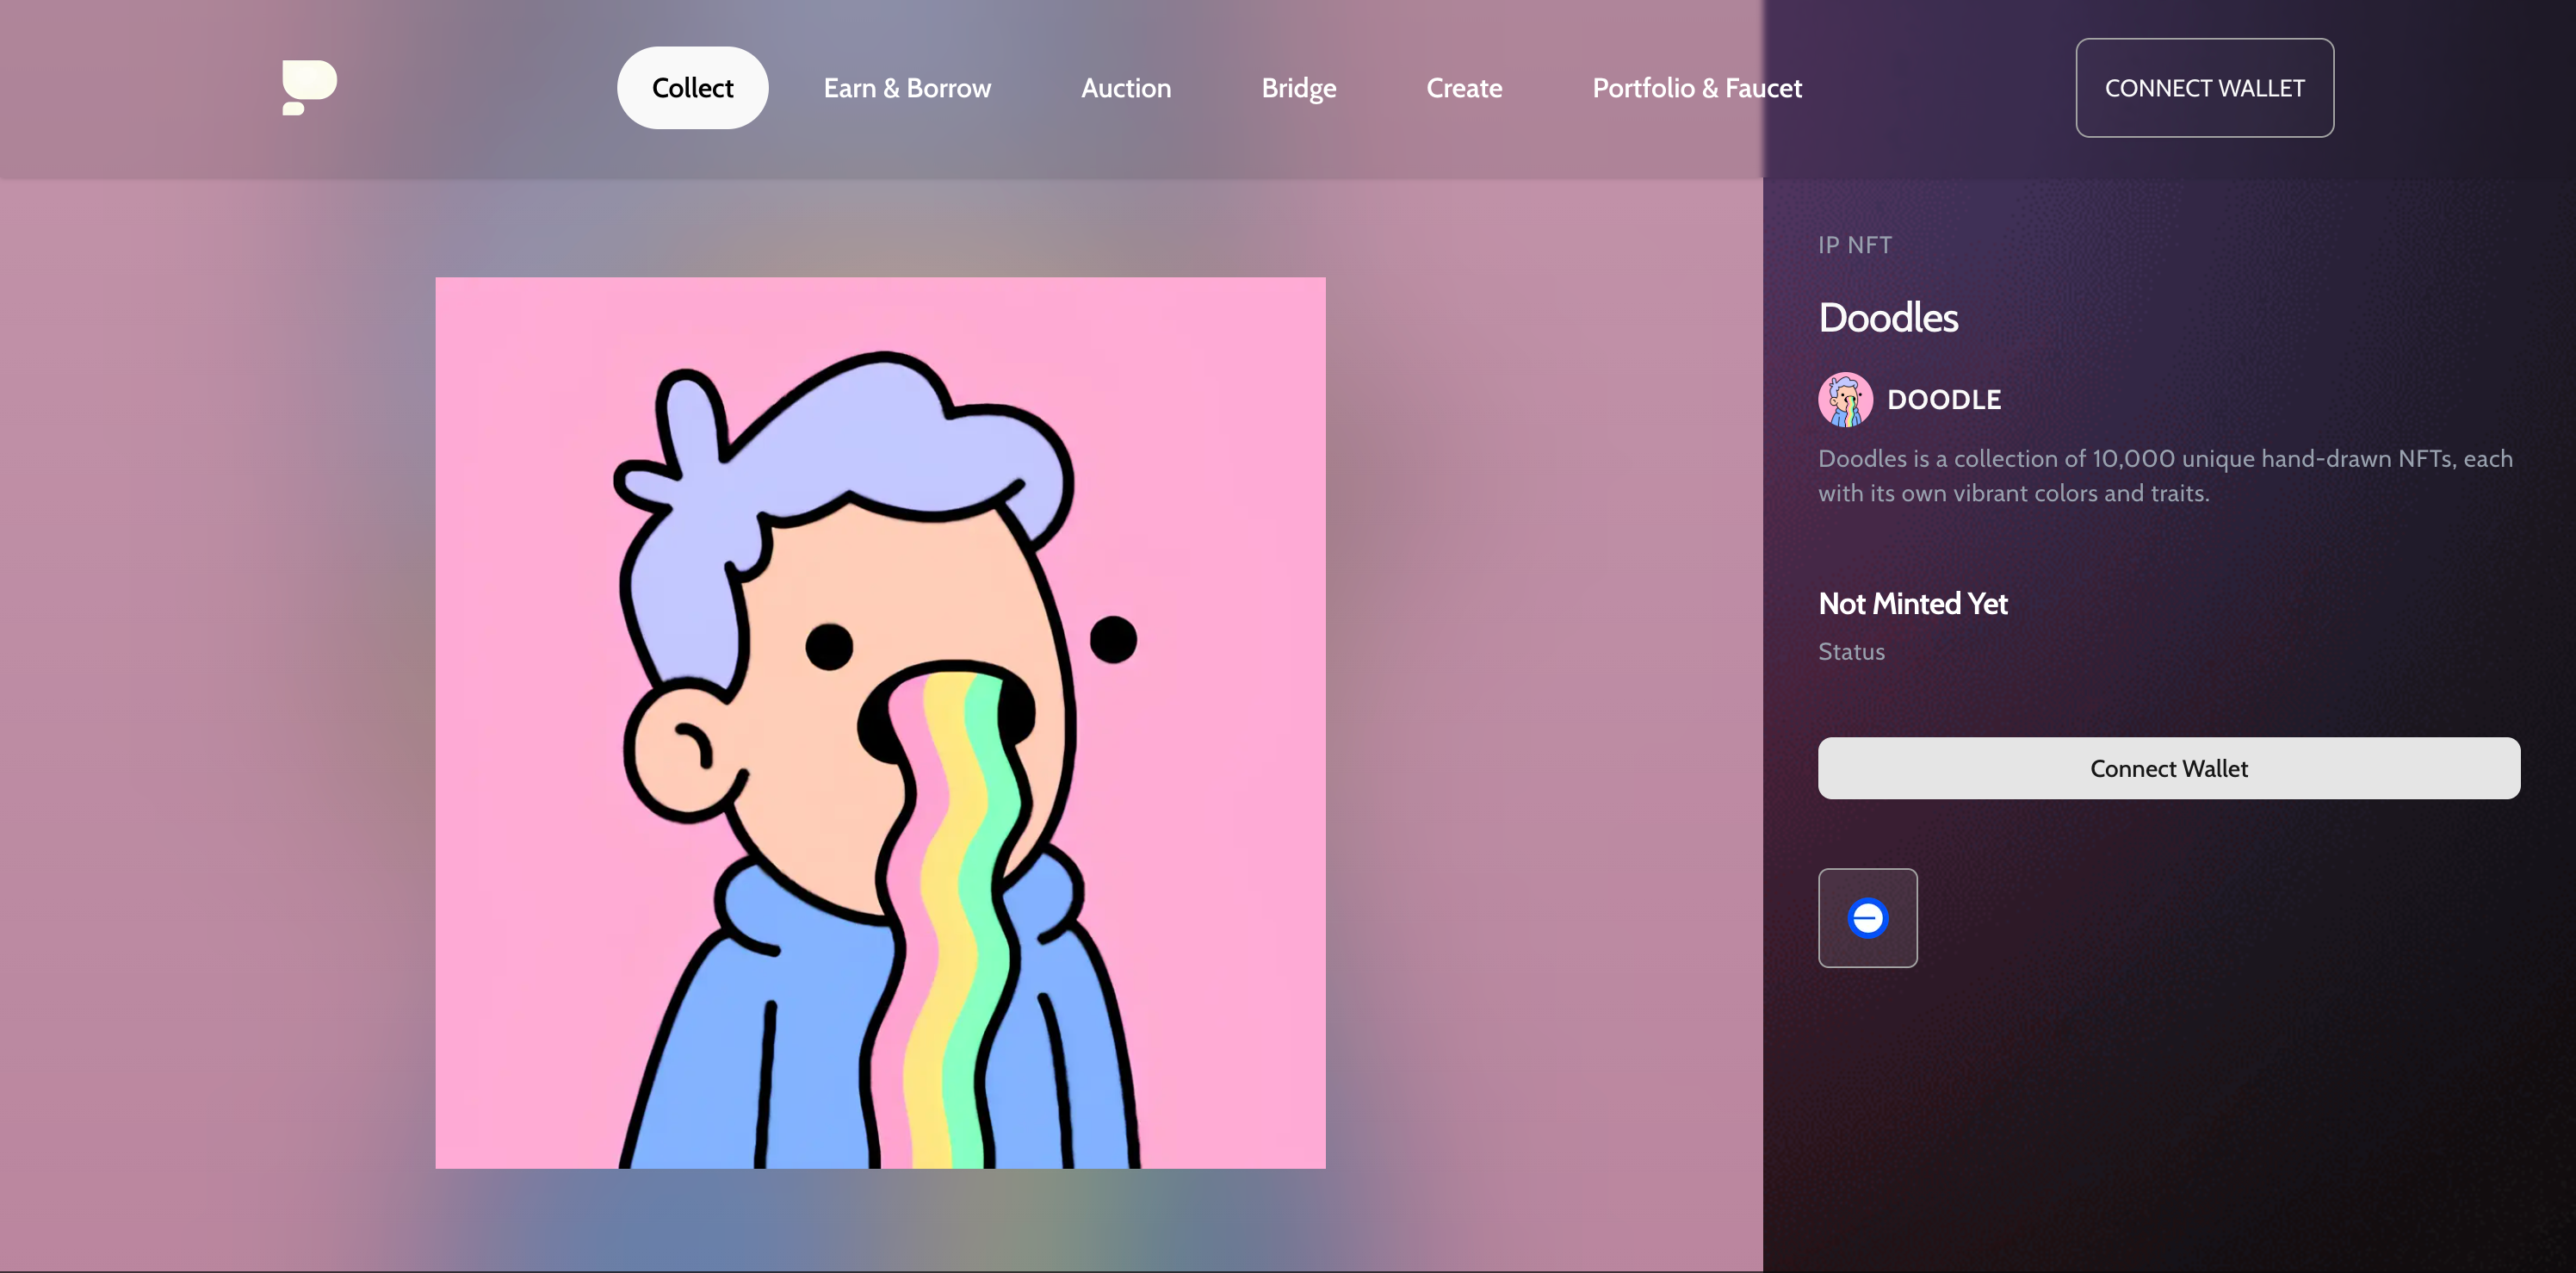 Collect
Earn & Borrow
Auction
Bridge
Create
Portfolio & Faucet
CONNECT WALLET
IP NFT
Doodles
DOODLE
Doodles is a collection of 10,000 unique hand-drawn NFTs, each
with its own vibrant colors and traits.
Not Minted Yet
Status
Connect Wallet